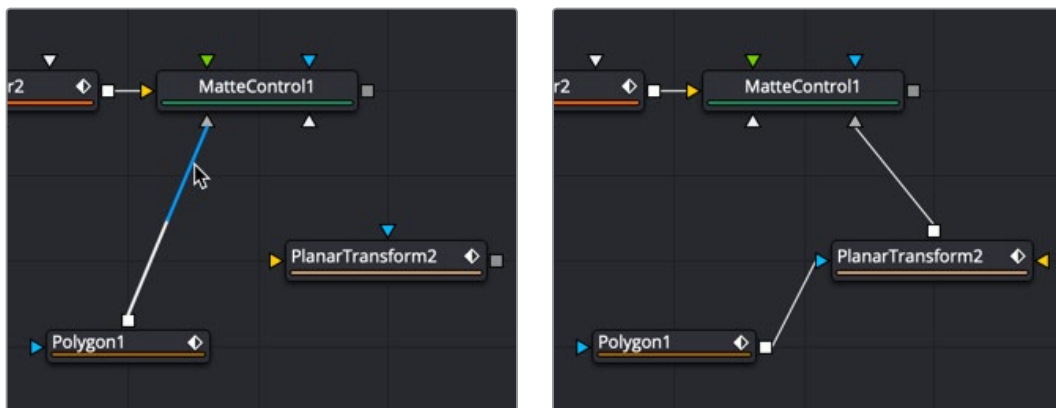 r2
MatteControl1
PlanarTransform2
Polygon1
r2
MatteControl1
PlanarTransform2
Polygon1